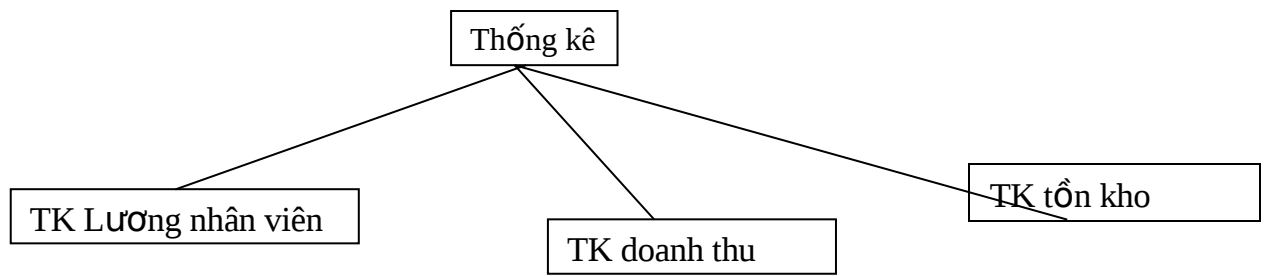 Thống kê
TK Lương nhân viên
TK doanh thu
TK tồn kho